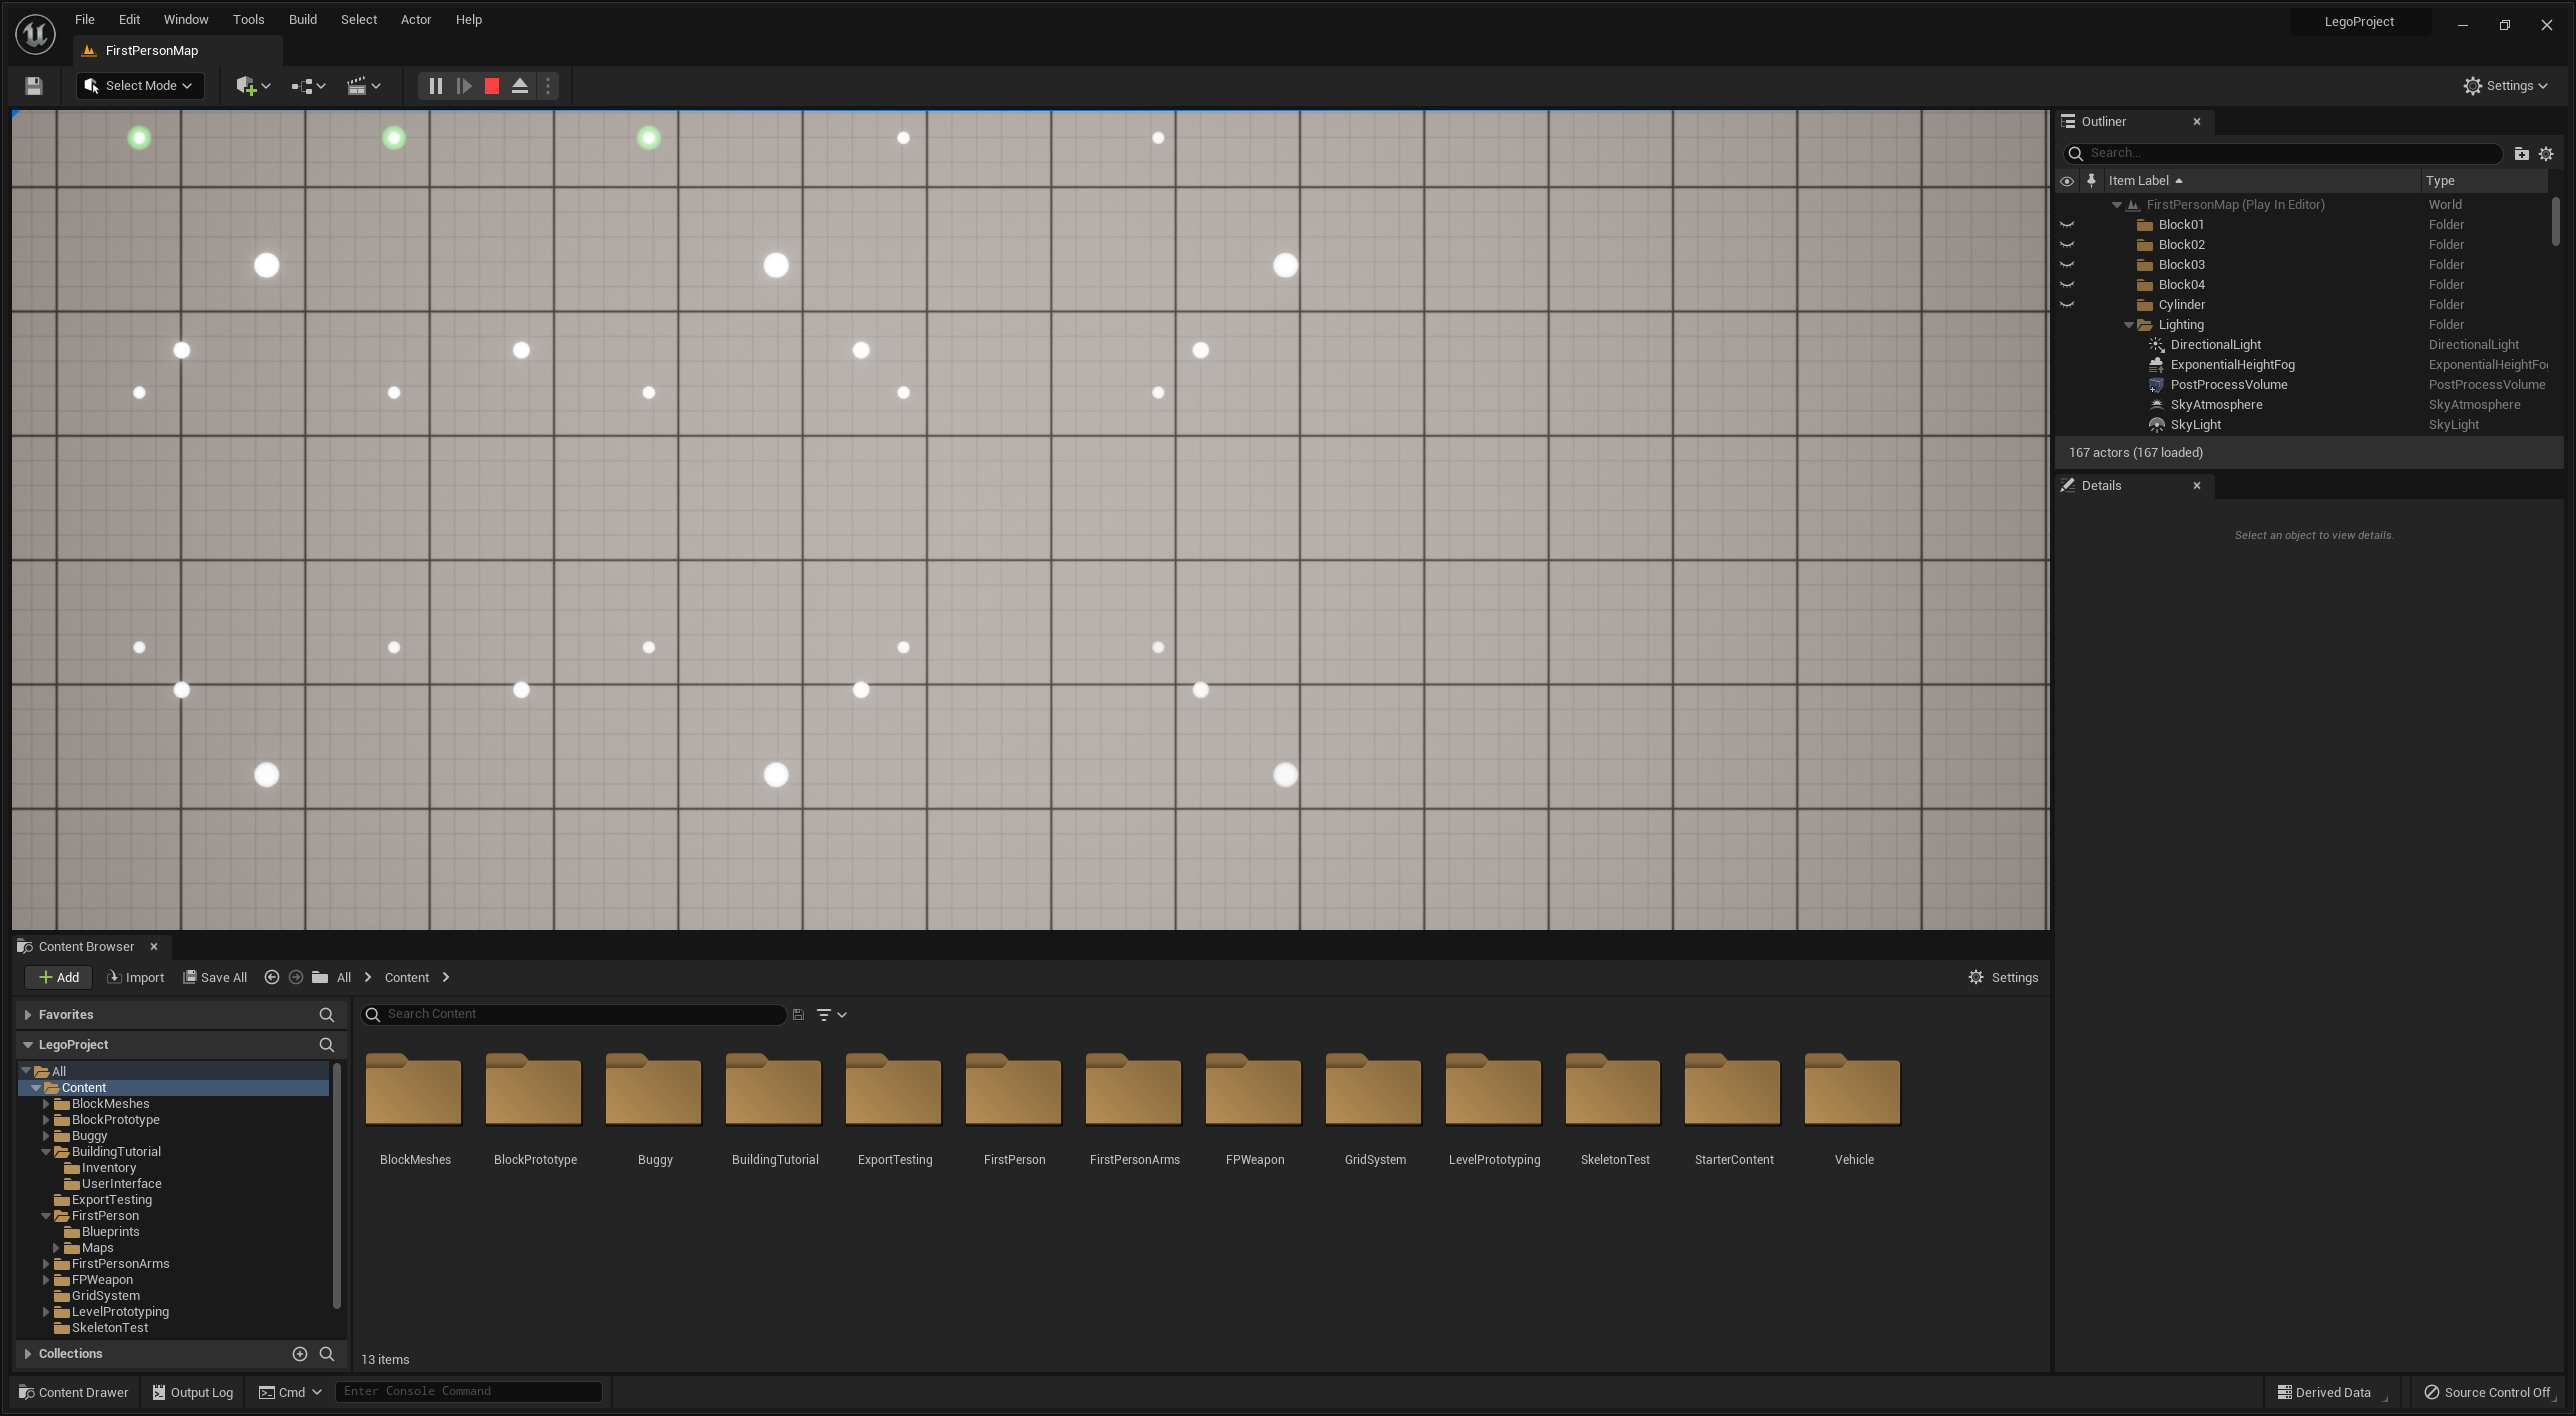 File Edit Window Tools Build Select Actor Help
LegoProject
FirstPersonMap
Select Mode
Settings
Outliner
Search...
Item Label Type
FirstPersonMap (Play In Editor) World
Block01 Folder
Block02 Folder
Block03 Folder
Block04 Folder
Cylinder Folder
Lighting Folder
DirectionalLight DirectionalLight
ExponentialHeightFog ExponentialHeightFo
PostProcessVolume PostProcessVolume
SkyAtmosphere SkyAtmosphere
SkyLight SkyLight
167 actors (167 loaded)
Details
Select an object to view details.
Content Browser
Add Import Save All All Content
Settings
Favorites
LegoProject
All
Content
BlockMeshes
BlockPrototype
Buggy
BuildingTutorial
Inventory
UserInterface
ExportTesting
FirstPerson
Blueprints
Maps
FirstPersonArms
FPWeapon
GridSystem
LevelPrototyping
SkeletonTest
Collections
Search Content
BlockMeshes BlockPrototype Buggy BuildingTutorial ExportTesting FirstPerson FirstPersonArms FPWeapon GridSystem LevelPrototyping SkeletonTest StarterContent Vehicle
13 items
Content Drawer Output Log Cmd Enter Console Command
Derived Data Source Control Off